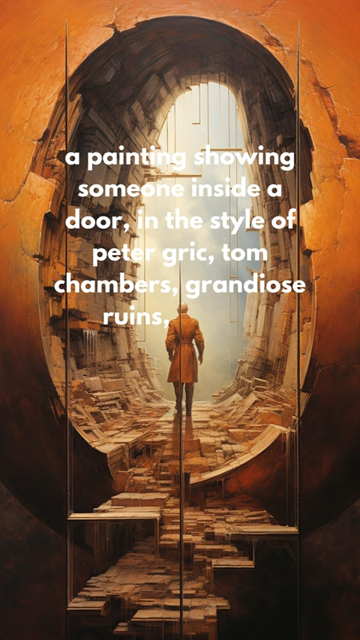 a painting showing
someone inside a
door, in the style of
peter gric, tom
chambers, grandiose
ruins,